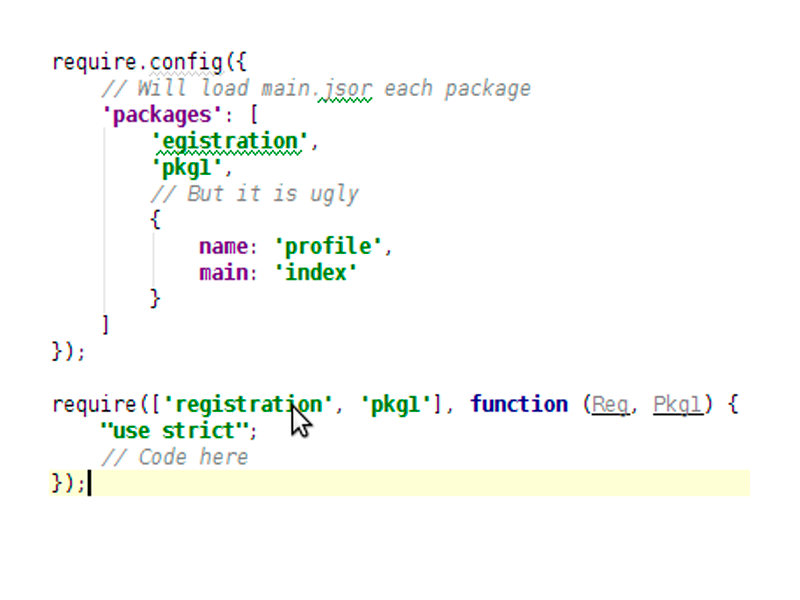 require.config({
// Will load main.jsor each package
'packages': [
'egistration',
'pkgl',
// But it is ugly
{
name: 'profile',
main: 'index'
}
]
});
require(['registration', 'pkgl'], function (Reg, Pkgl) {
"use strict";
// Code here
});